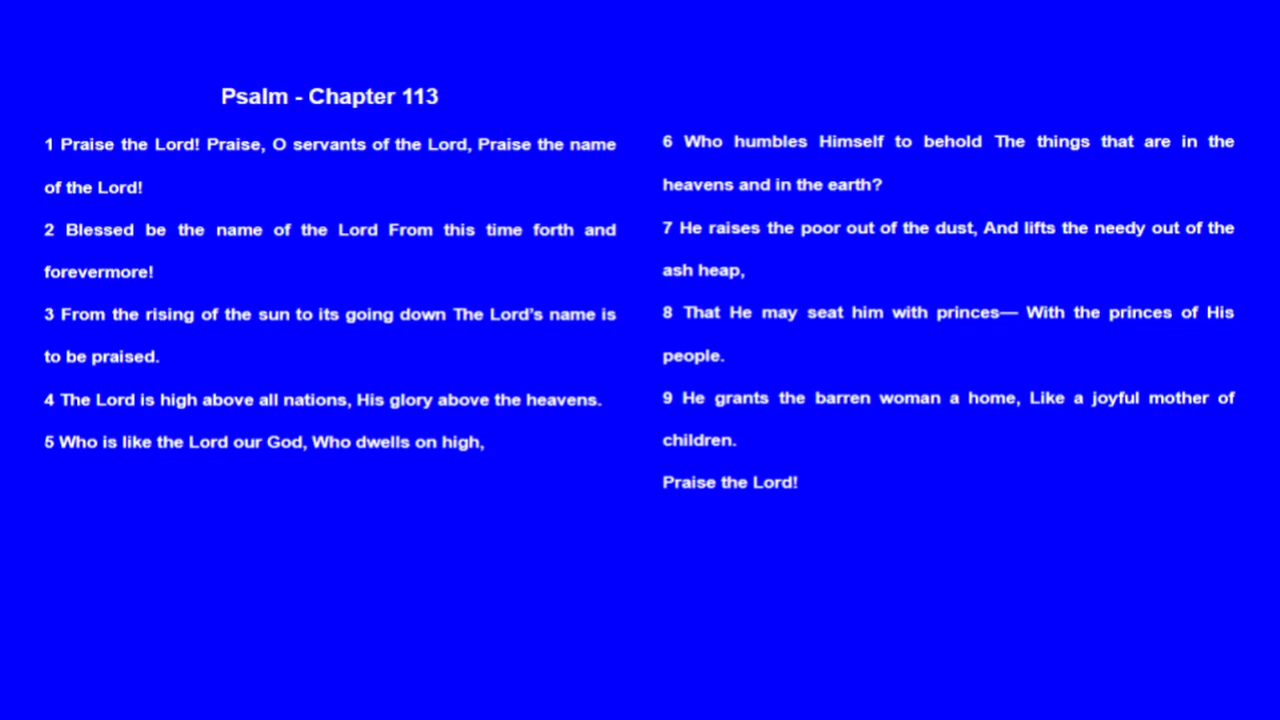 Psalm - Chapter 113
1 Praise the Lord! Praise, O servants of the Lord, Praise the name
of the Lord!
2 Blessed be the name of the Lord From this time forth and
forevermore!
3 From the rising of the sun to its going down The Lord’s name is
to be praised.
4 The Lord is high above all nations, His glory above the heavens.
5 Who is like the Lord our God, Who dwells on high,
6 Who humbles Himself to behold The things that are in the
heavens and in the earth?
7 He raises the poor out of the dust, And lifts the needy out of the
ash heap,
8 That He may seat him with princes— With the princes of His
people.
9 He grants the barren woman a home, Like a joyful mother of
children.
Praise the Lord!